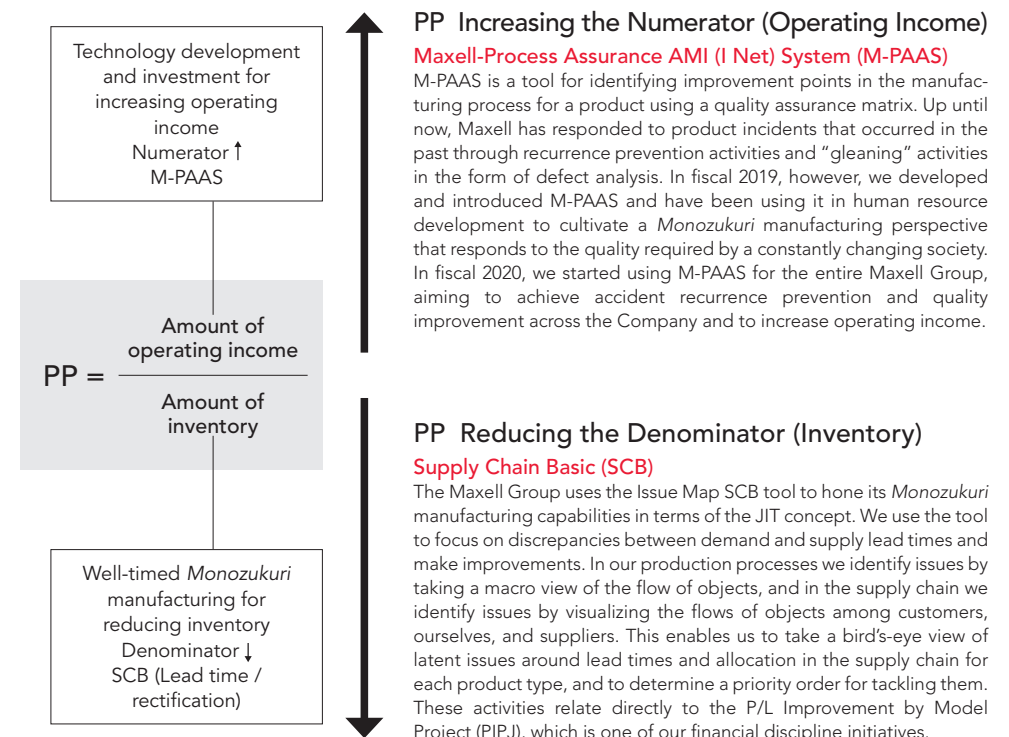 Technology development
and investment for
increasing operating
income
Numerator ↑
M-PAAS
PP =
Amount of
operating income
Amount of
inventory
Well-timed Monozukuri
manufacturing for
reducing inventory
Denominator ↓
SCB (Lead time /
rectification)
PP Increasing the Numerator (Operating Income)
Maxell-Process Assurance AMI (I Net) System (M-PAAS)
M-PAAS is a tool for identifying improvement points in the manufac-
turing process for a product using a quality assurance matrix. Up until
now, Maxell has responded to product incidents that occurred in the
past through recurrence prevention activities and “gleaning” activities
in the form of defect analysis. In fiscal 2019, however, we developed
and introduced M-PAAS and have been using it in human resource
development to cultivate a Monozukuri manufacturing perspective
that responds to the quality required by a constantly changing society.
In fiscal 2020, we started using M-PAAS for the entire Maxell Group,
aiming to achieve accident recurrence prevention and quality
improvement across the Company and to increase operating income.
PP Reducing the Denominator (Inventory)
Supply Chain Basic (SCB)
The Maxell Group uses the Issue Map SCB tool to hone its Monozukuri
manufacturing capabilities in terms of the JIT concept. We use the tool
to focus on discrepancies between demand and supply lead times and
make improvements. In our production processes we identify issues by
taking a macro view of the flow of objects, and in the supply chain we
identify issues by visualizing the flows of objects among customers,
ourselves, and suppliers. This enables us to take a bird’s-eye view of
latent issues around lead times and allocation in the supply chain for
each product type, and to determine a priority order for tackling them.
These activities relate directly to the P/L Improvement by Model
Project (PIPJ), which is one of our financial discipline initiatives.